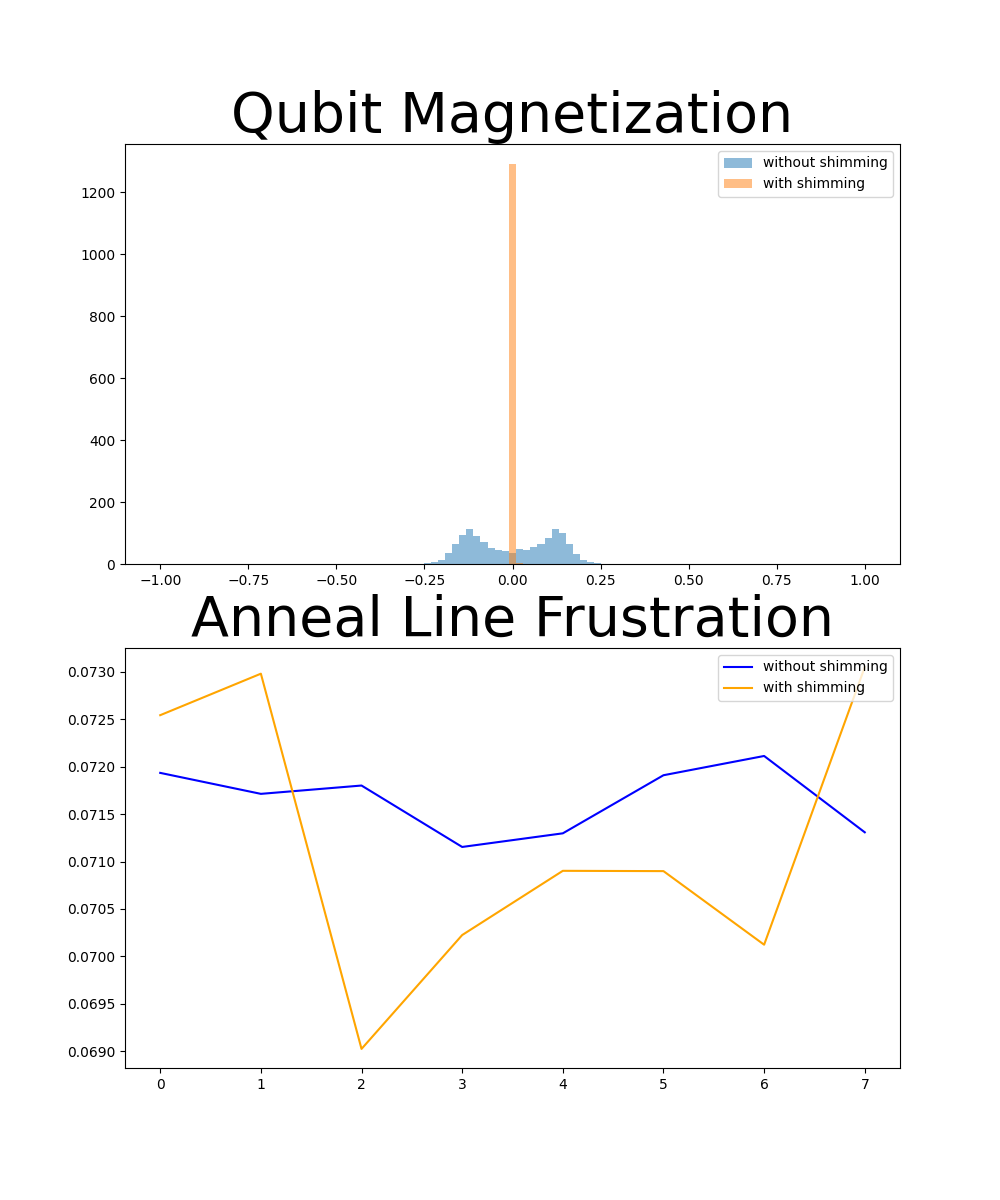 Qubit Magnetization
without shimming
with shimming
1200
1000
800
600
400
200
0
−1.00 −0.75 −0.50 −0.25 0.00 0.25 0.50 0.75 1.00
Anneal Line Frustration
without shimming
with shimming
0.0730
0.0725
0.0720
0.0715
0.0710
0.0705
0.0700
0.0695
0.0690
0 1 2 3 4 5 6 7